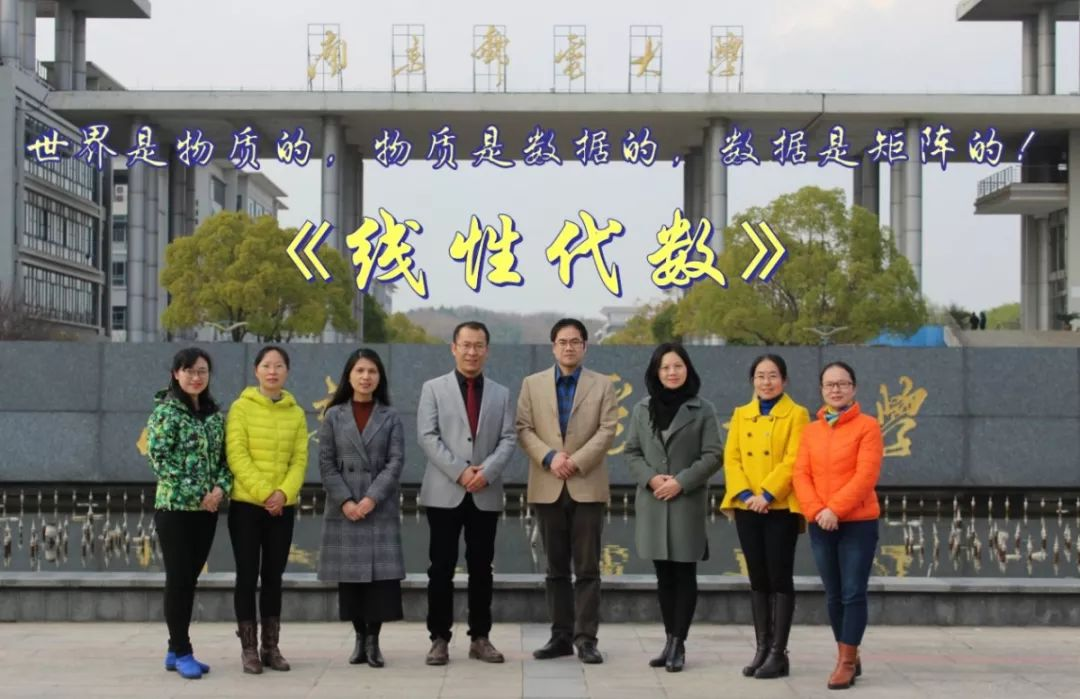 南京邮电大学
世界是物质的，物质是数据的，数据是矩阵的！
《线性代数》
学